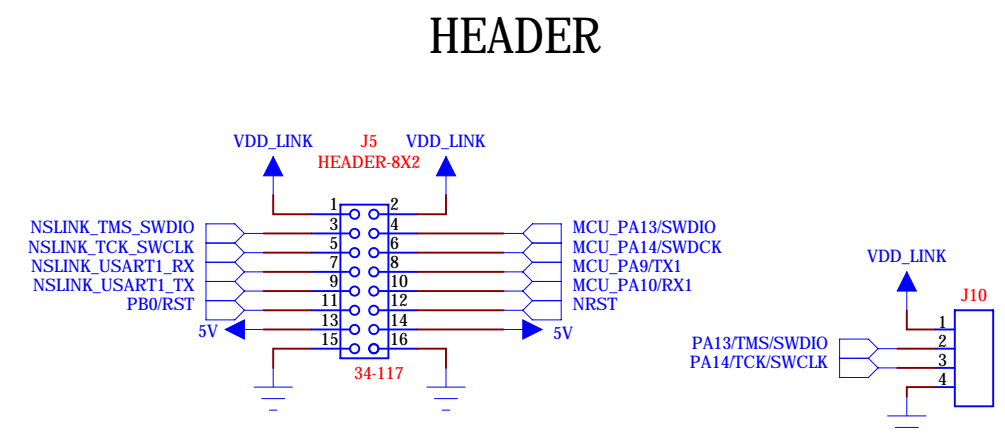 HEADER
VDD_LINK J5 VDD_LINK
HEADER-8X2
1 2
NSLINK_TMS_SWDIO 3 4 MCU_PA13/SWDIO
NSLINK_TCK_SWCLK 5 6 MCU_PA14/SWDCK
NSLINK_USART1_RX 7 8 MCU_PA9/TX1
NSLINK_USART1_TX 9 10 MCU_PA10/RX1
PB0/RST 11 12 NRST
5V 13 14 5V
15 16
34-117
VDD_LINK
J10
1
PA13/TMS/SWDIO 2
PA14/TCK/SWCLK 3
4